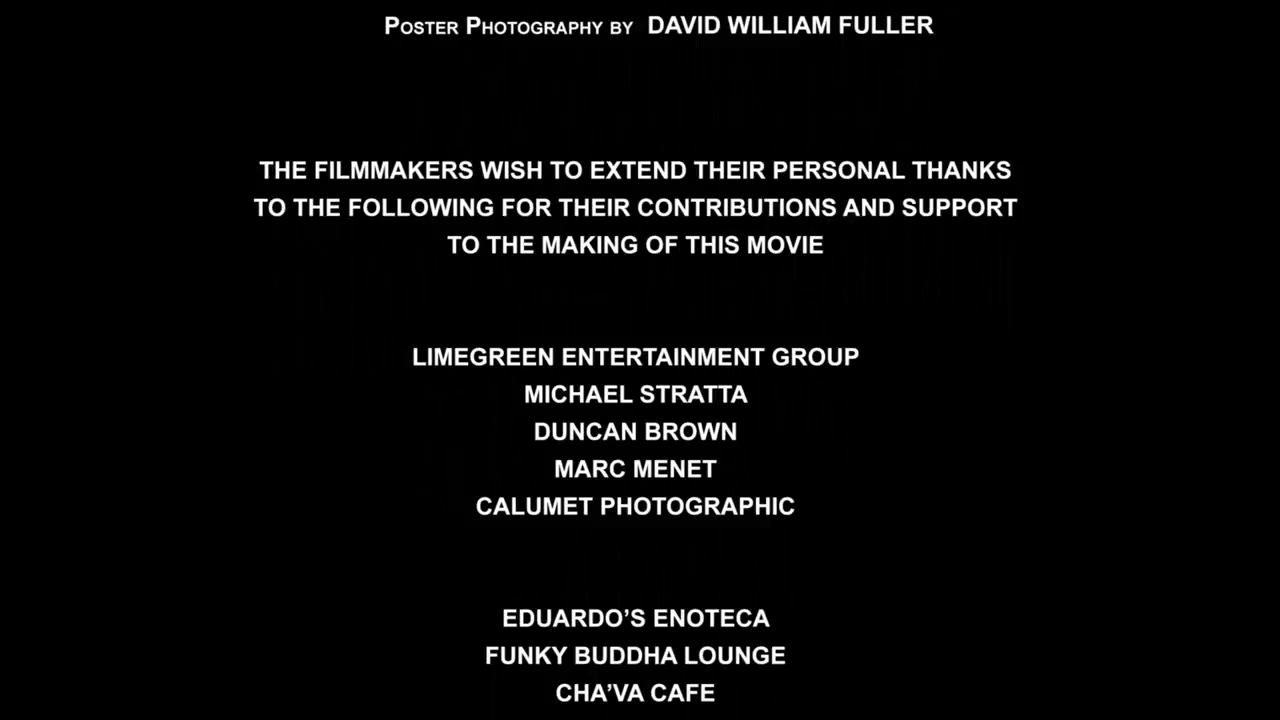 Poster Photography by DAVID WILLIAM FULLER
THE FILMMAKERS WISH TO EXTEND THEIR PERSONAL THANKS
TO THE FOLLOWING FOR THEIR CONTRIBUTIONS AND SUPPORT
TO THE MAKING OF THIS MOVIE
LIMEGREEN ENTERTAINMENT GROUP
MICHAEL STRATTA
DUNCAN BROWN
MARC MENET
CALUMET PHOTOGRAPHIC
EDUARDO’S ENOTECA
FUNKY BUDDHA LOUNGE
CHA’VA CAFE